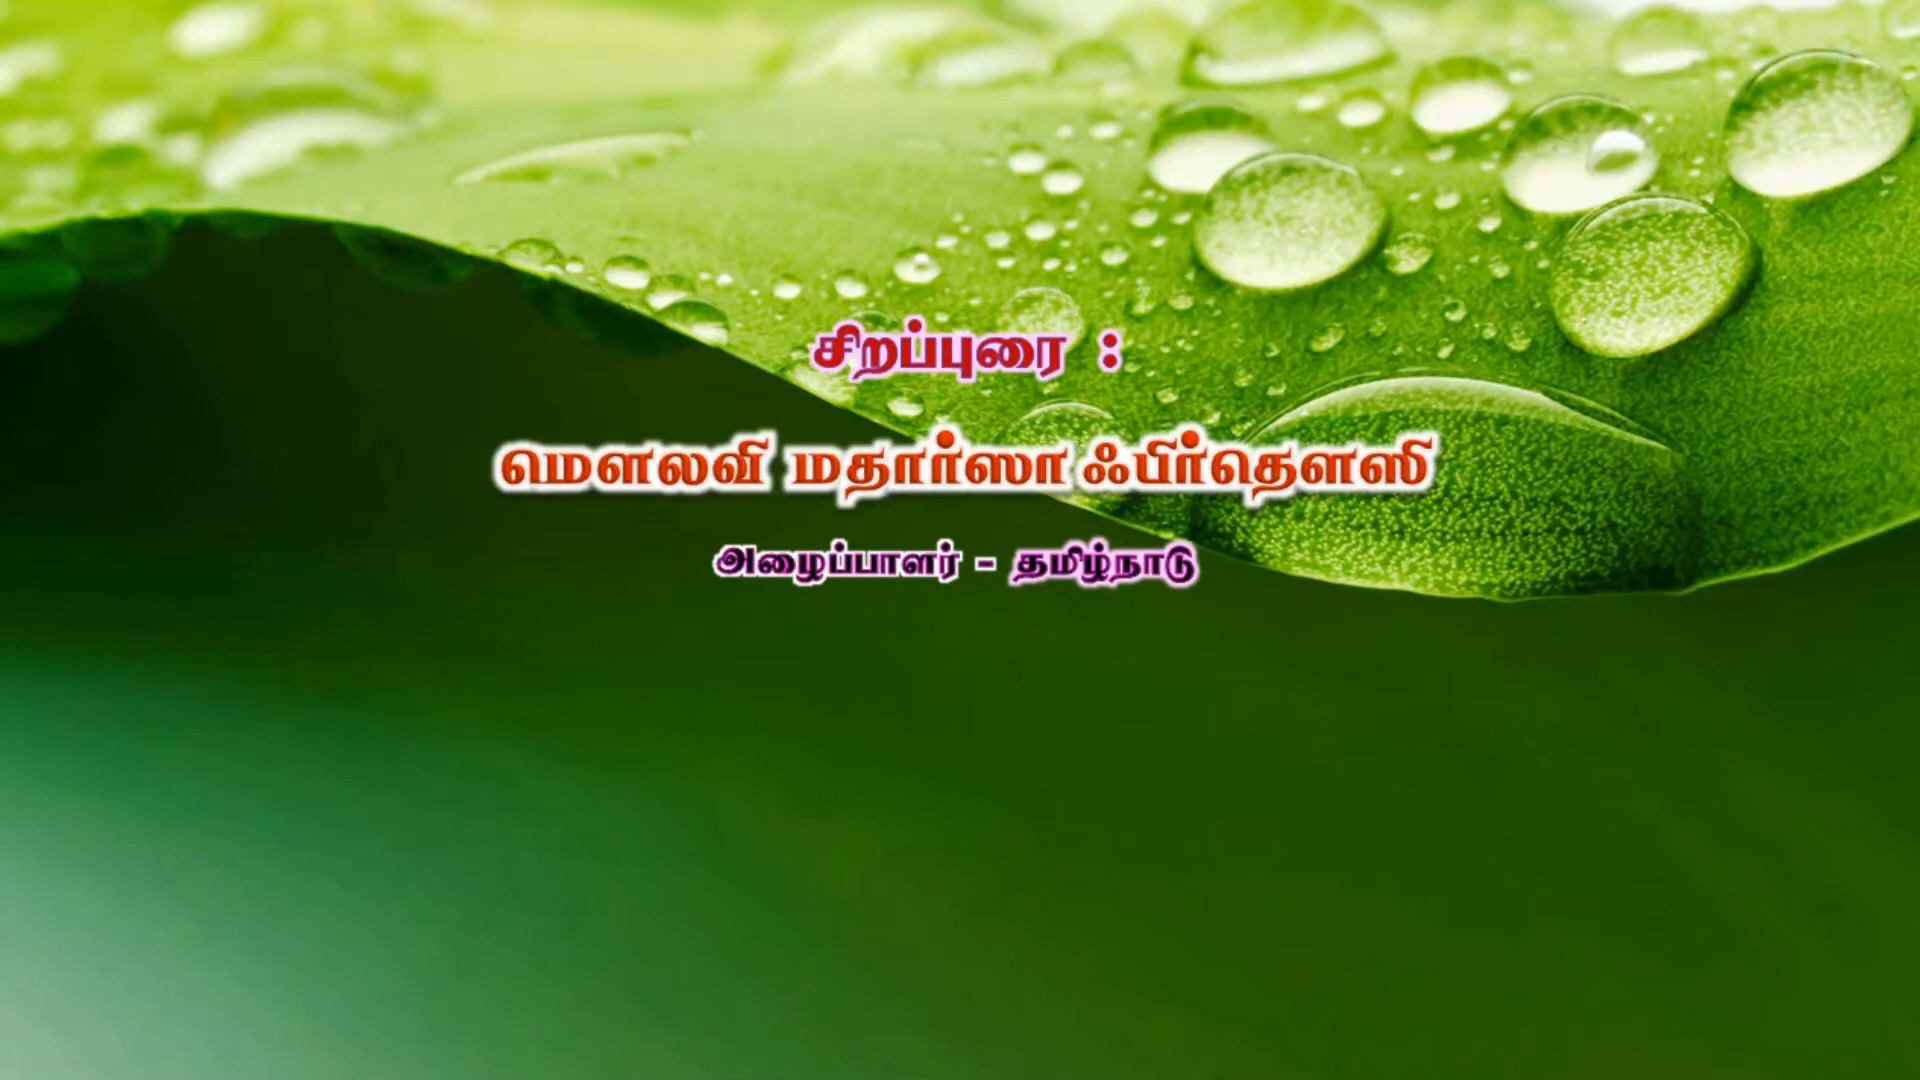 சிறப்புரை :
மௌலவி மதார்ஸா ஃபிர்தௌஸி
அழைப்பாளர் - தமிழ்நாடு